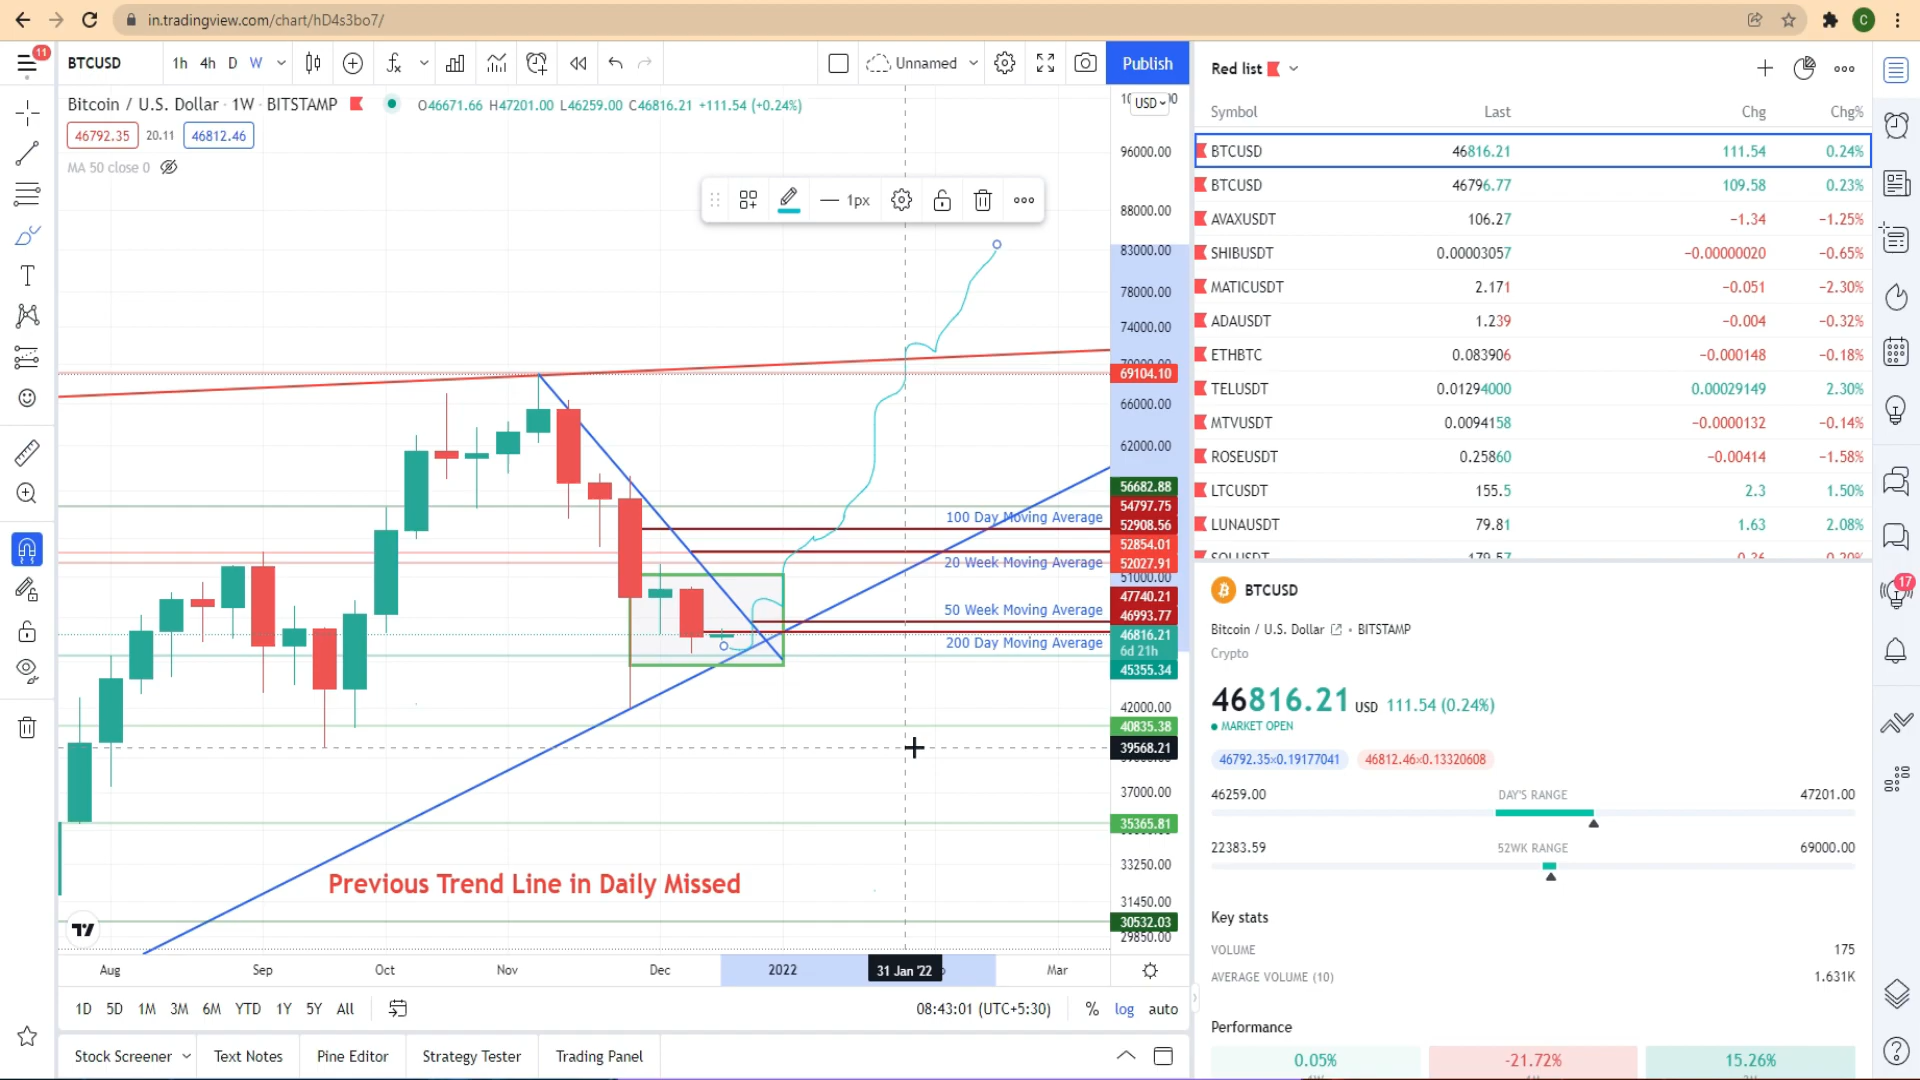 in.tradingview.com/chart/hD4s3bo7/
C
11
BTCUSD
1h 4h D W
Unnamed
Publish
Red list
Bitcoin / U.S. Dollar · 1W · BITSTAMP
O46671.66 H47201.00 L46259.00 C46816.21 +111.54 (+0.24%)
USD
46792.35 20.11 46812.46
MA 50 close 0
1px
Symbol Last Chg Chg%
BTCUSD 46816.21 111.54 0.24%
BTCUSD 46796.77 109.58 0.23%
AVAXUSDT 106.27 −1.34 −1.25%
SHIBUSDT 0.00003057 −0.00000020 −0.65%
MATICUSDT 2.171 −0.051 −2.30%
ADAUSDT 1.239 −0.004 −0.32%
ETHBTC 0.083906 −0.000148 −0.18%
TELUSDT 0.01294000 0.00029149 2.30%
MTVUSDT 0.0094158 −0.0000132 −0.14%
ROSEUSDT 0.25860 −0.00414 −1.58%
LTCUSDT 155.5 2.3 1.50%
LUNAUSDT 79.81 1.63 2.08%
96000.00
88000.00
83000.00
78000.00
74000.00
70000.00
69104.10
66000.00
62000.00
56682.88
54797.75
52908.56
52854.01
52027.91
51000.00
47740.21
46993.77
46816.21
6d 21h
45355.34
42000.00
40835.38
39568.21
37000.00
35365.81
33250.00
31450.00
30532.03
29850.00
100 Day Moving Average
20 Week Moving Average
50 Week Moving Average
200 Day Moving Average
Previous Trend Line in Daily Missed
Aug Sep Oct Nov Dec 2022 31 Jan '22 Mar
1D 5D 1M 3M 6M YTD 1Y 5Y All
08:43:01 (UTC+5:30) % log auto
Stock Screener Text Notes Pine Editor Strategy Tester Trading Panel
BTCUSD
Bitcoin / U.S. Dollar • BITSTAMP
Crypto
46816.21 USD 111.54 (0.24%)
MARKET OPEN
46792.35×0.19177041 46812.46×0.13320608
46259.00 DAY'S RANGE 47201.00
22383.59 52WK RANGE 69000.00
Key stats
VOLUME 175
AVERAGE VOLUME (10) 1.631K
Performance
0.05% -21.72% 15.26%
17